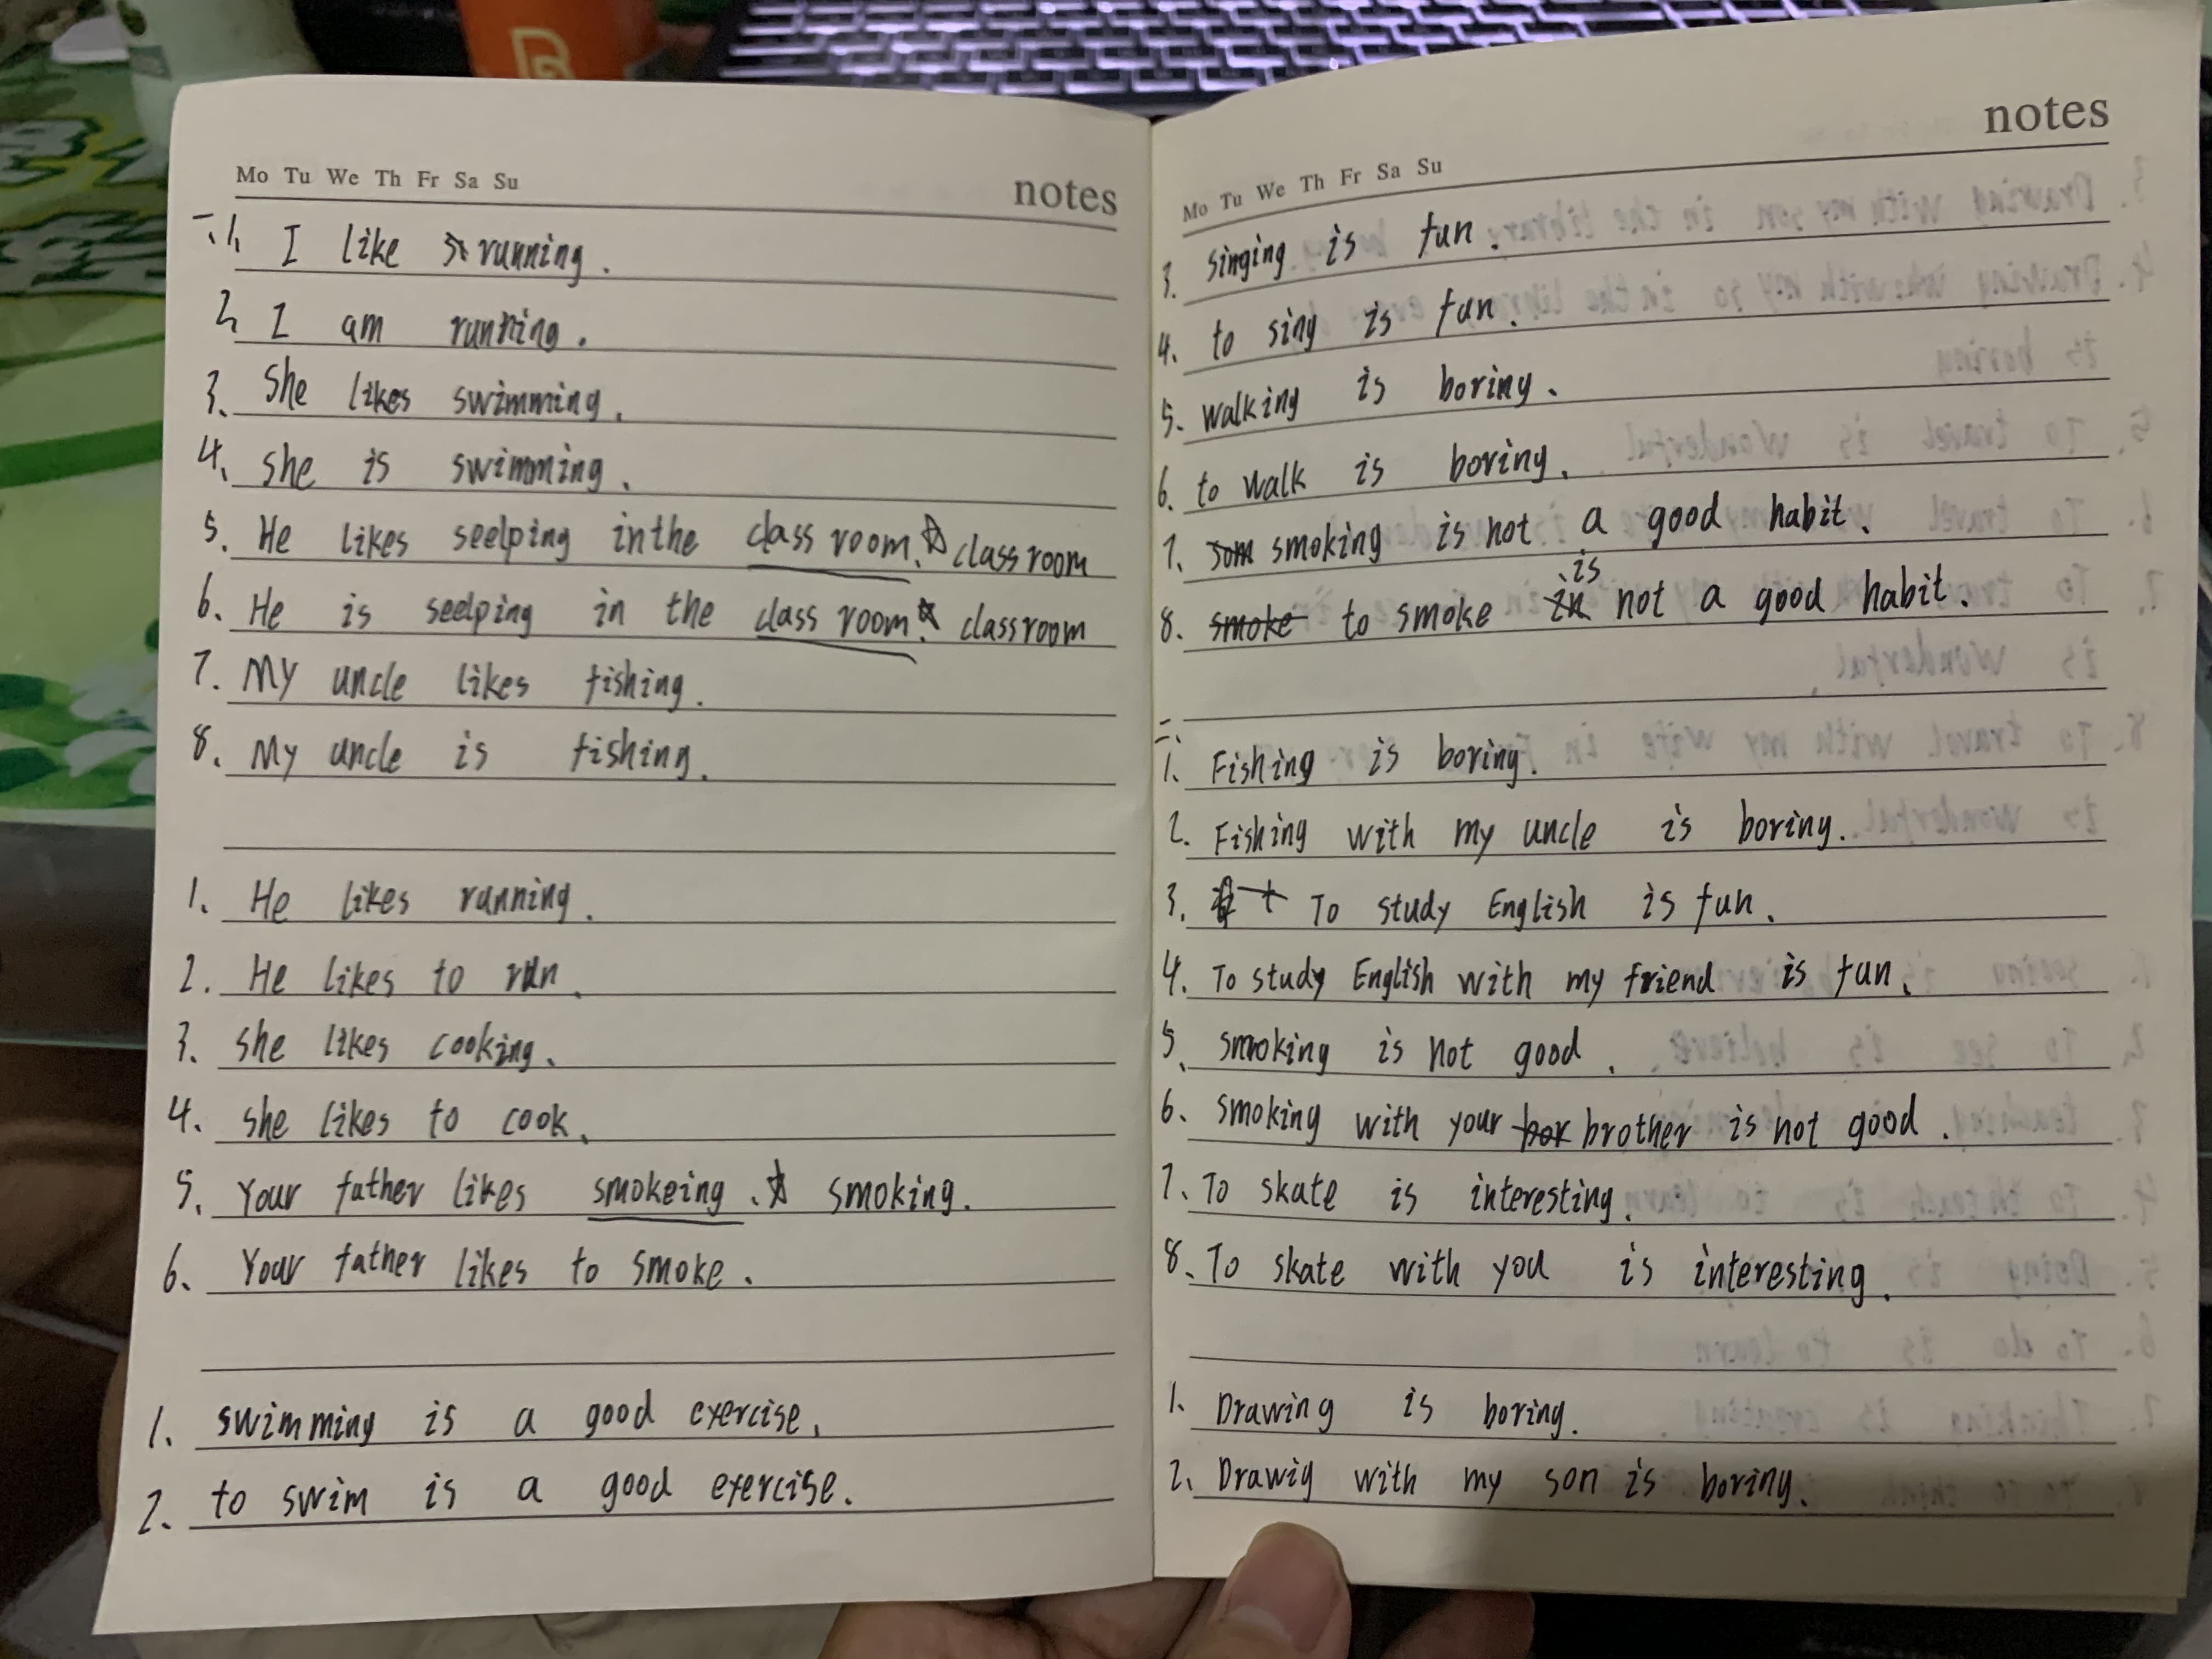 Mo Tu We Th Fr Sa Su
notes
一.1, I like running.
2, I am running.
3. She likes swimming.
4. she is swimming.
5. He likes seelping in the class room. ☆ classroom
6. He is seelping in the class room. ☆ classroom
7. My uncle likes fishing.
8. My uncle is fishing.
1. He likes running.
2. He likes to run.
3. she likes cooking.
4. she likes to cook.
5. Your father likes smokeing. ☆ smoking.
6. Your father likes to smoke.
1. swimming is a good exercise.
2. to swim is a good exercise.
Mo Tu We Th Fr Sa Su
notes
3. singing is fun.
4. to sing is fun.
5. walking is boring.
6. to walk is boring.
7. som smoking is not a good habit.
8. smoke to smoke in is not a good habit.
二.
1. Fishing is boring.
2. Fishing with my uncle is boring.
3. To study English is fun.
4. To study English with my friend is fun.
5. smoking is not good.
6. smoking with your bor brother is not good.
7. To skate is interesting.
8. To skate with you is interesting.
1. Drawing is boring.
2. Drawig with my son is boring.